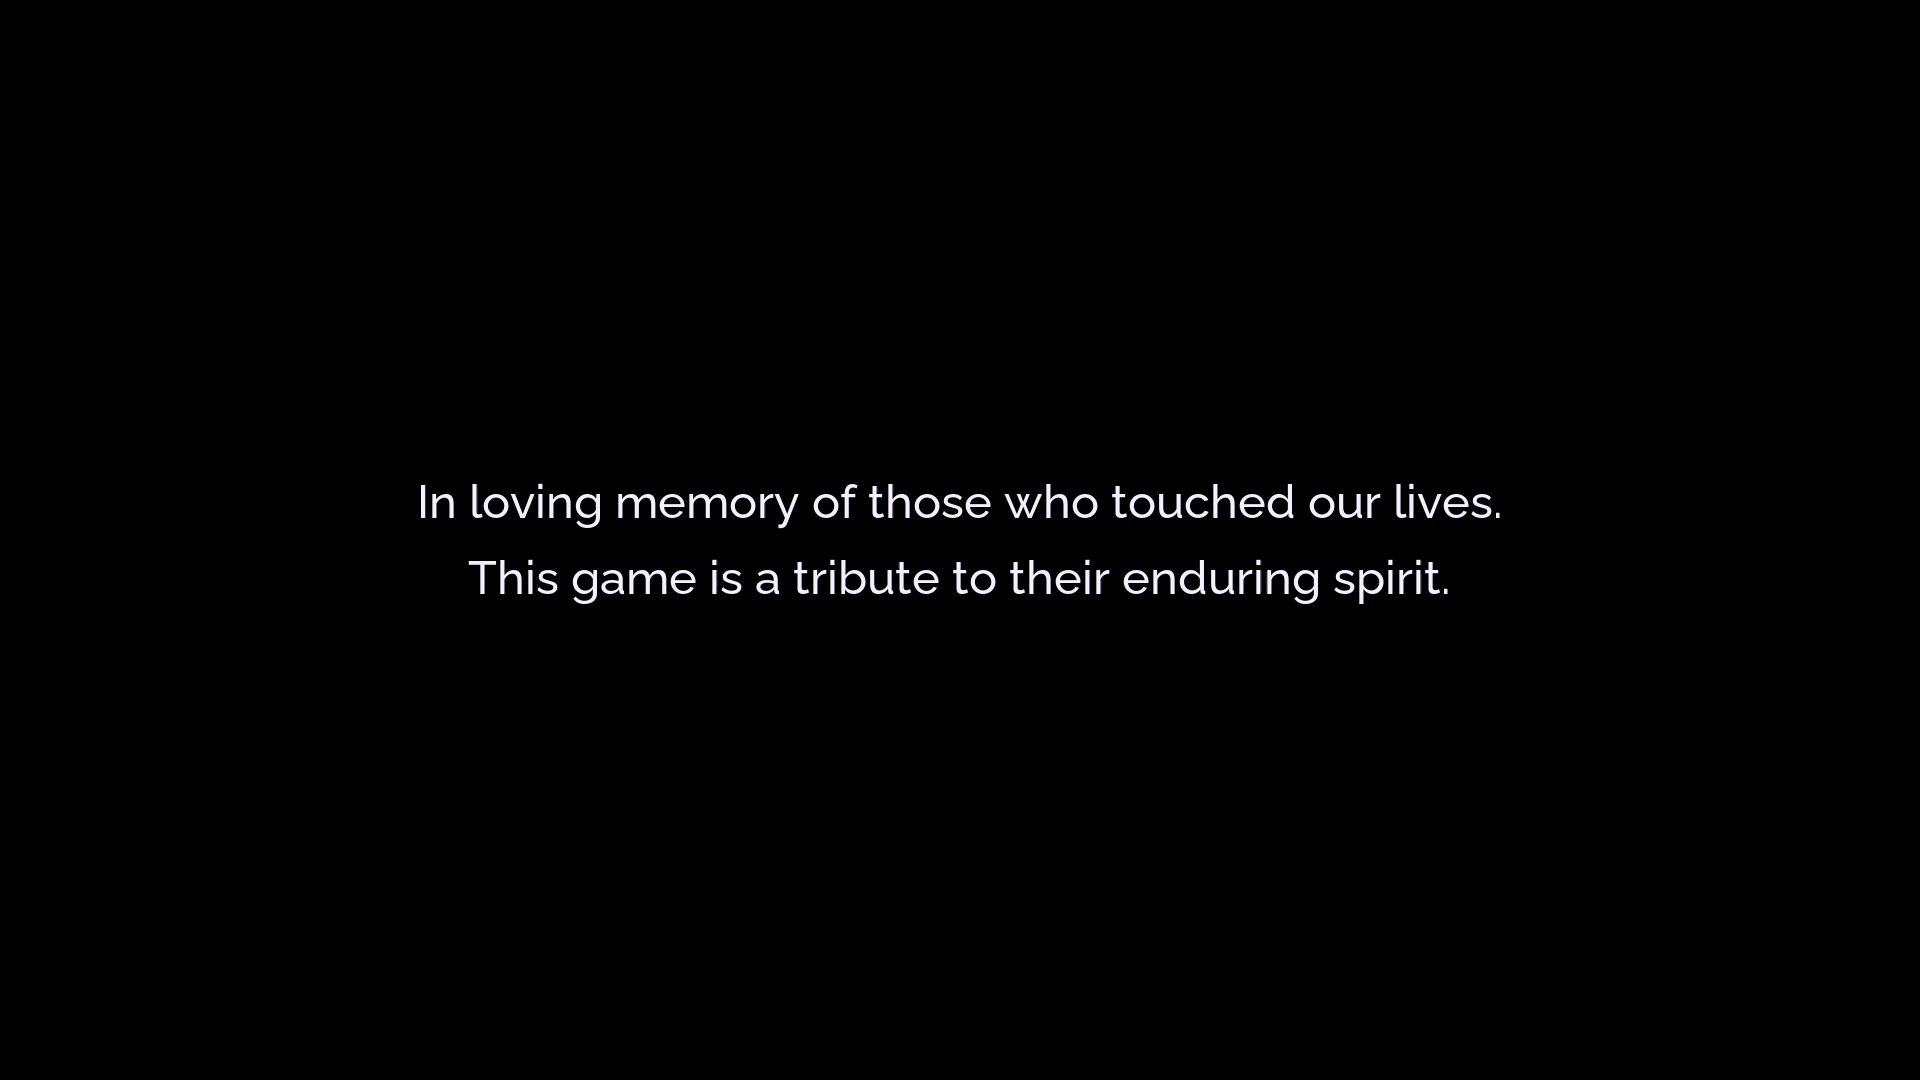 In loving memory of those who touched our lives.
This game is a tribute to their enduring spirit.